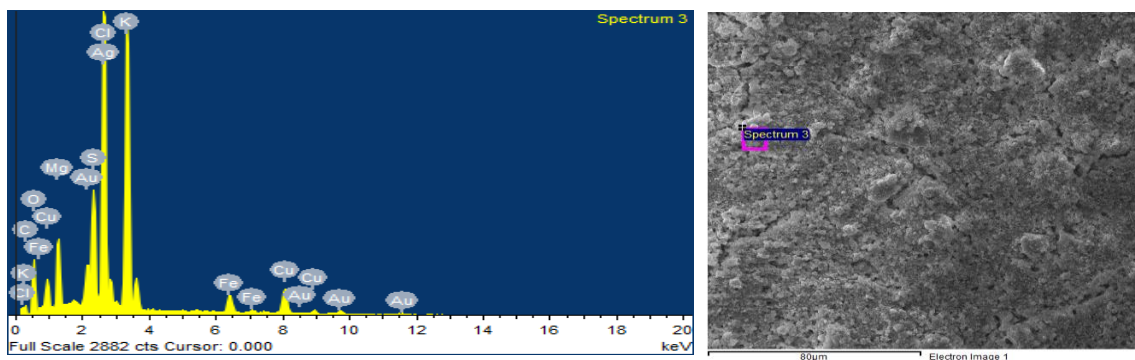 Spectrum 3
Cl K
Ag
Mg S
Au
O
Cu
C
Fe
K
Cl
Fe Fe Cu Cu Au Au Au
0 2 4 6 8 10 12 14 16 18 20
Full Scale 2882 cts Cursor: 0.000 keV
Spectrum 3
80µm Electron Image 1